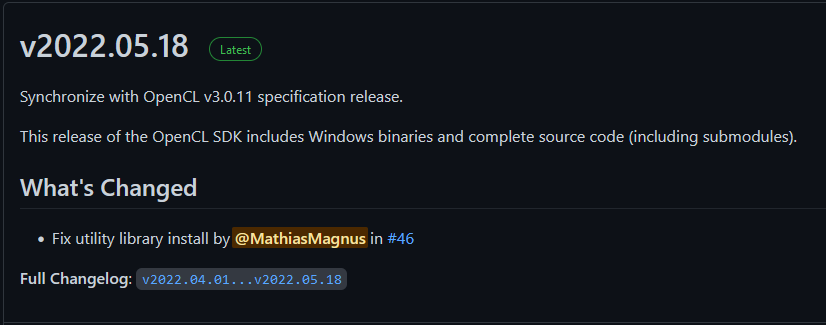 v2022.05.18 Latest
Synchronize with OpenCL v3.0.11 specification release.
This release of the OpenCL SDK includes Windows binaries and complete source code (including submodules).
What's Changed
• Fix utility library install by @MathiasMagnus in #46
Full Changelog: v2022.04.01...v2022.05.18